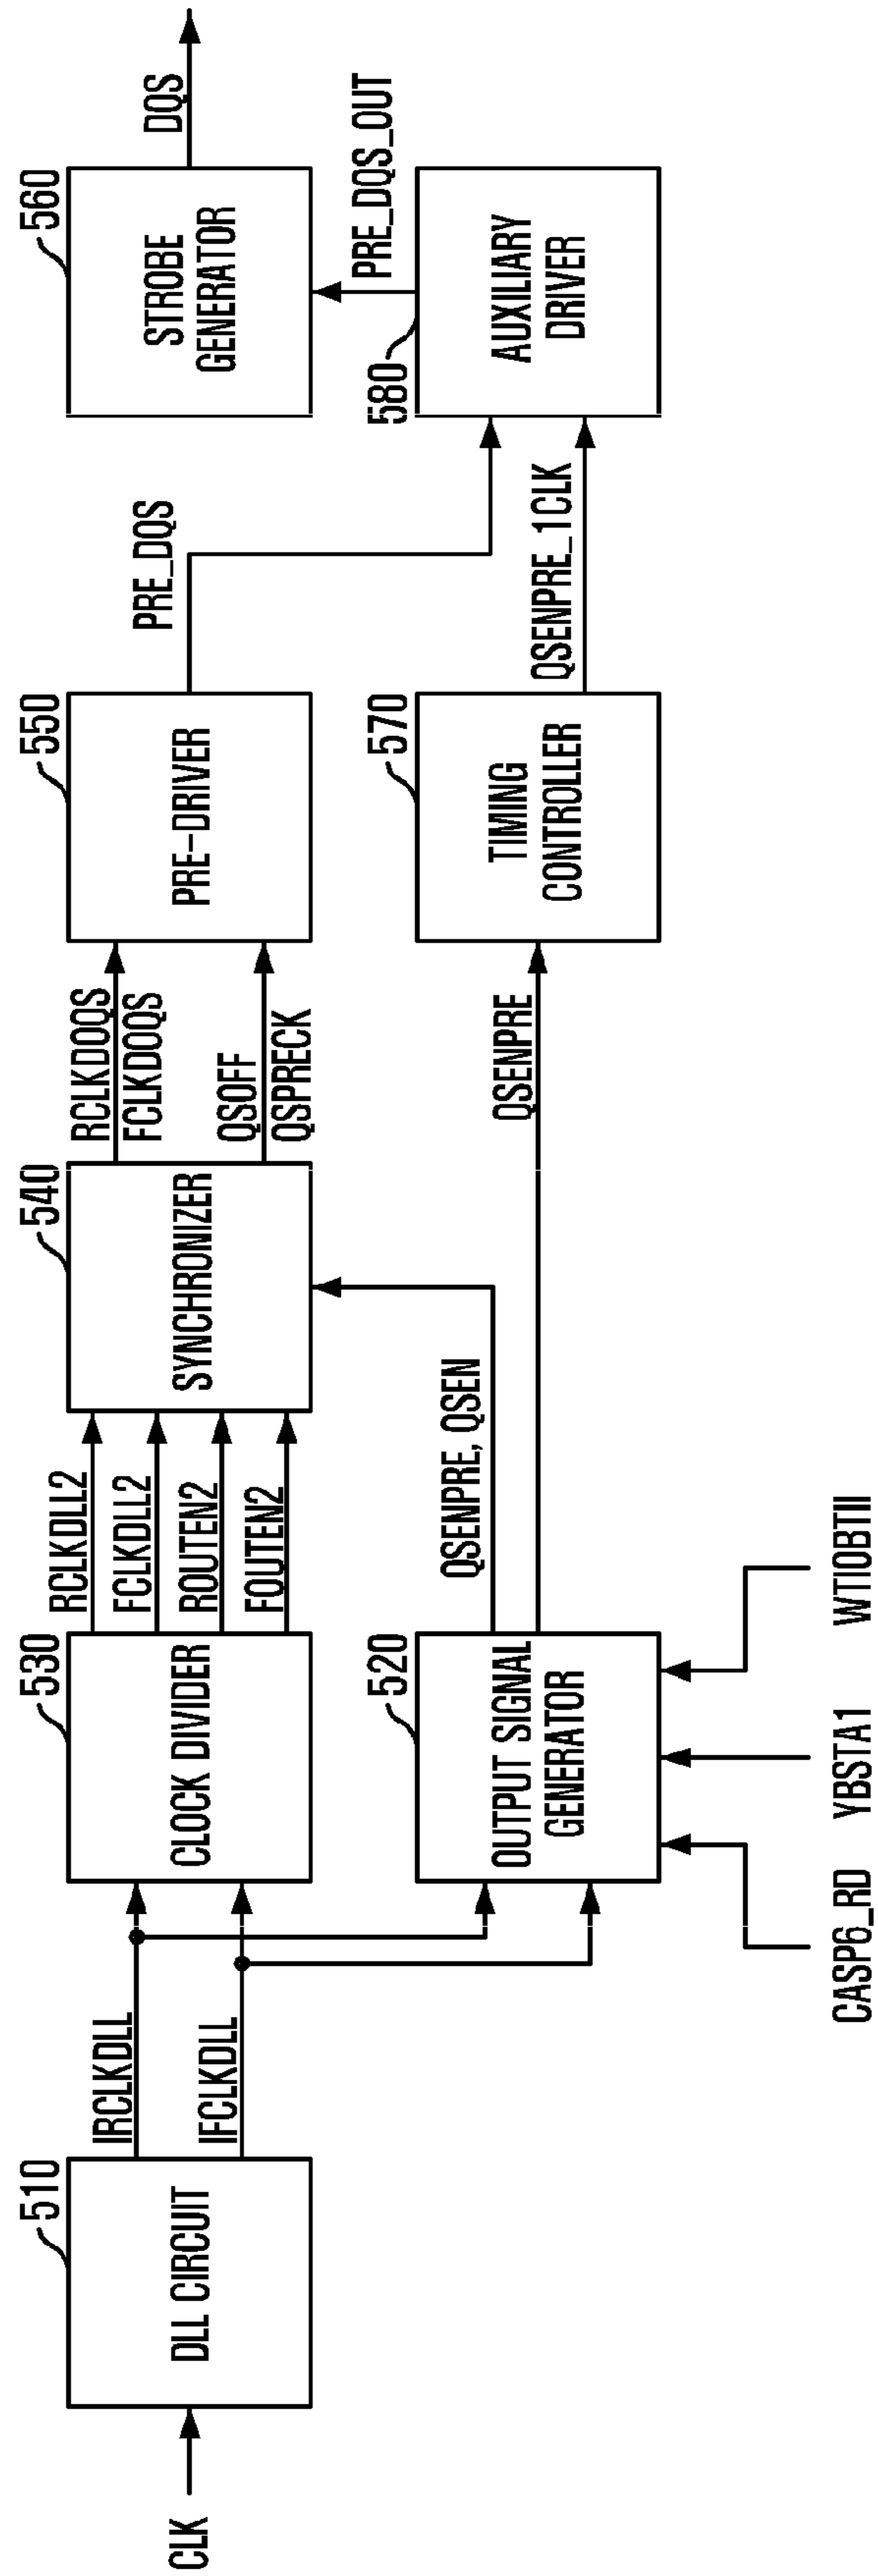 CLK
510
DLL CIRCUIT
IRCLKDLL
IFCLKDLL
530
CLOCK DIVIDER
RCLKDLL2
FCLKDLL2
ROUTEN2
FOUTEN2
540
SYNCHRONIZER
RCLKDOQS
FCLKDOQS
QSOFF
QSPRECK
550
PRE-DRIVER
PRE_DQS
560
STROBE
GENERATOR
DQS
520
OUTPUT SIGNAL
GENERATOR
QSENPRE, QSEN
QSENPRE
570
TIMING
CONTROLLER
QSENPRE_1CLK
580
AUXILIARY
DRIVER
PRE_DQS_OUT
CASP6_RD
YBSTA1
WTIOBTII